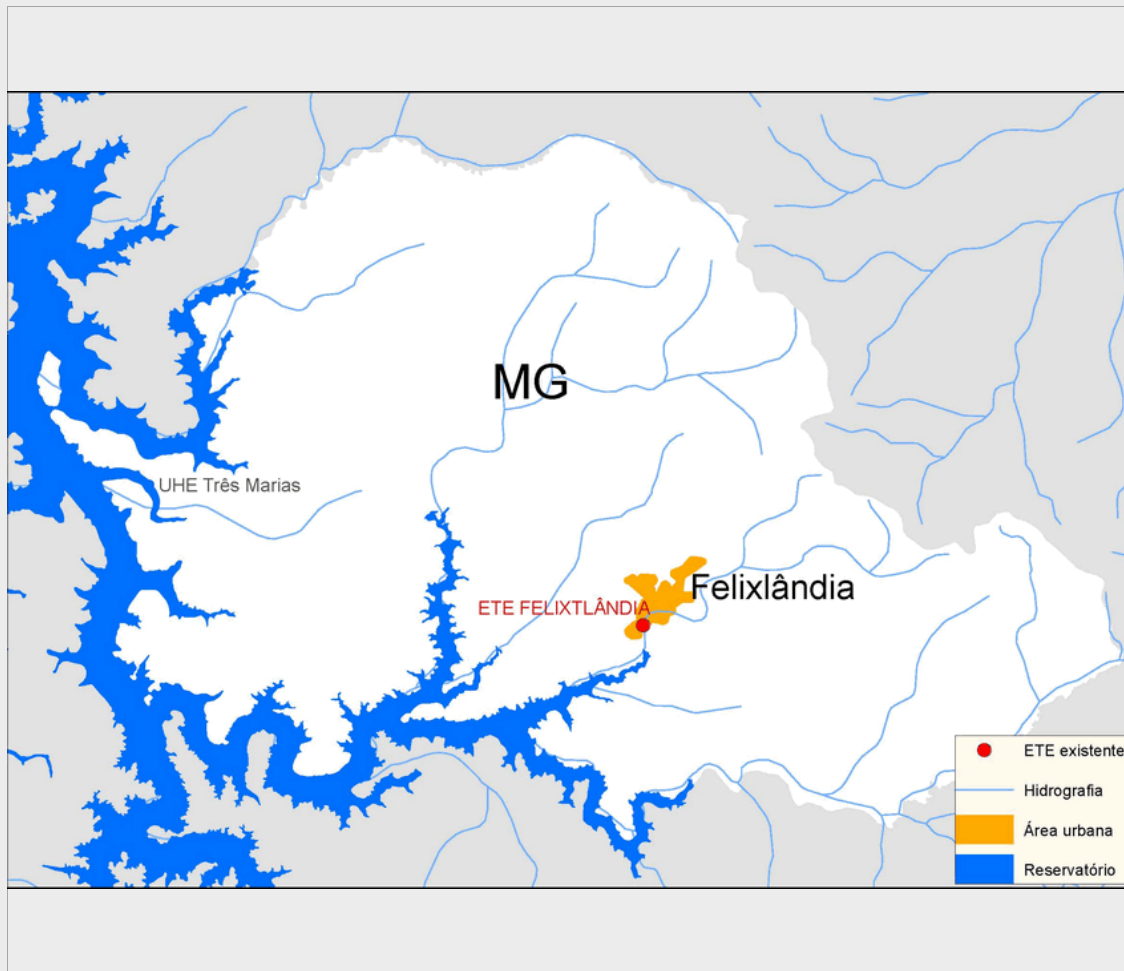 MG
UHE Três Marias
Felixlândia
ETE FELIXTLÂNDIA
ETE existente
Hidrografia
Área urbana
Reservatório